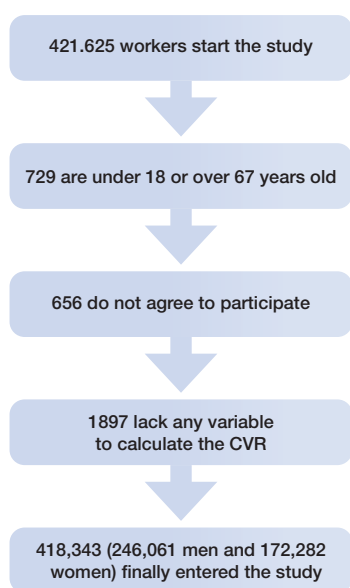 421.625 workers start the study
729 are under 18 or over 67 years old
656 do not agree to participate
1897 lack any variable
to calculate the CVR
418,343 (246,061 men and 172,282
women) finally entered the study